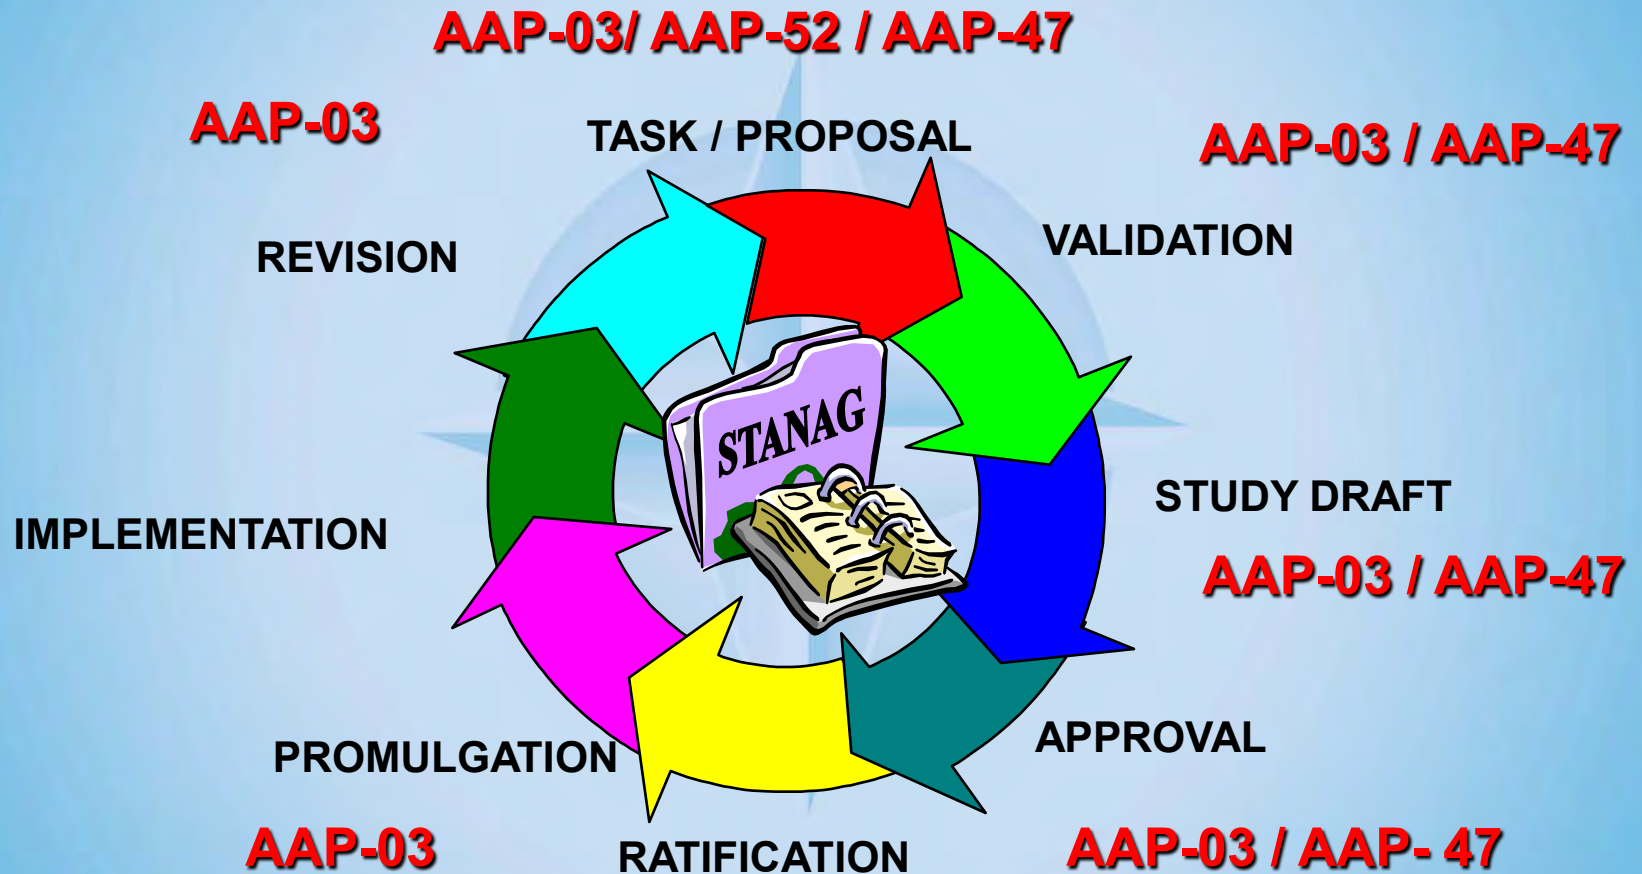 AAP-03/ AAP-52 / AAP-47
AAP-03
TASK / PROPOSAL
AAP-03 / AAP-47
REVISION
VALIDATION
STANAG
STUDY DRAFT
IMPLEMENTATION
AAP-03 / AAP-47
APPROVAL
PROMULGATION
AAP-03
RATIFICATION
AAP-03 / AAP- 47